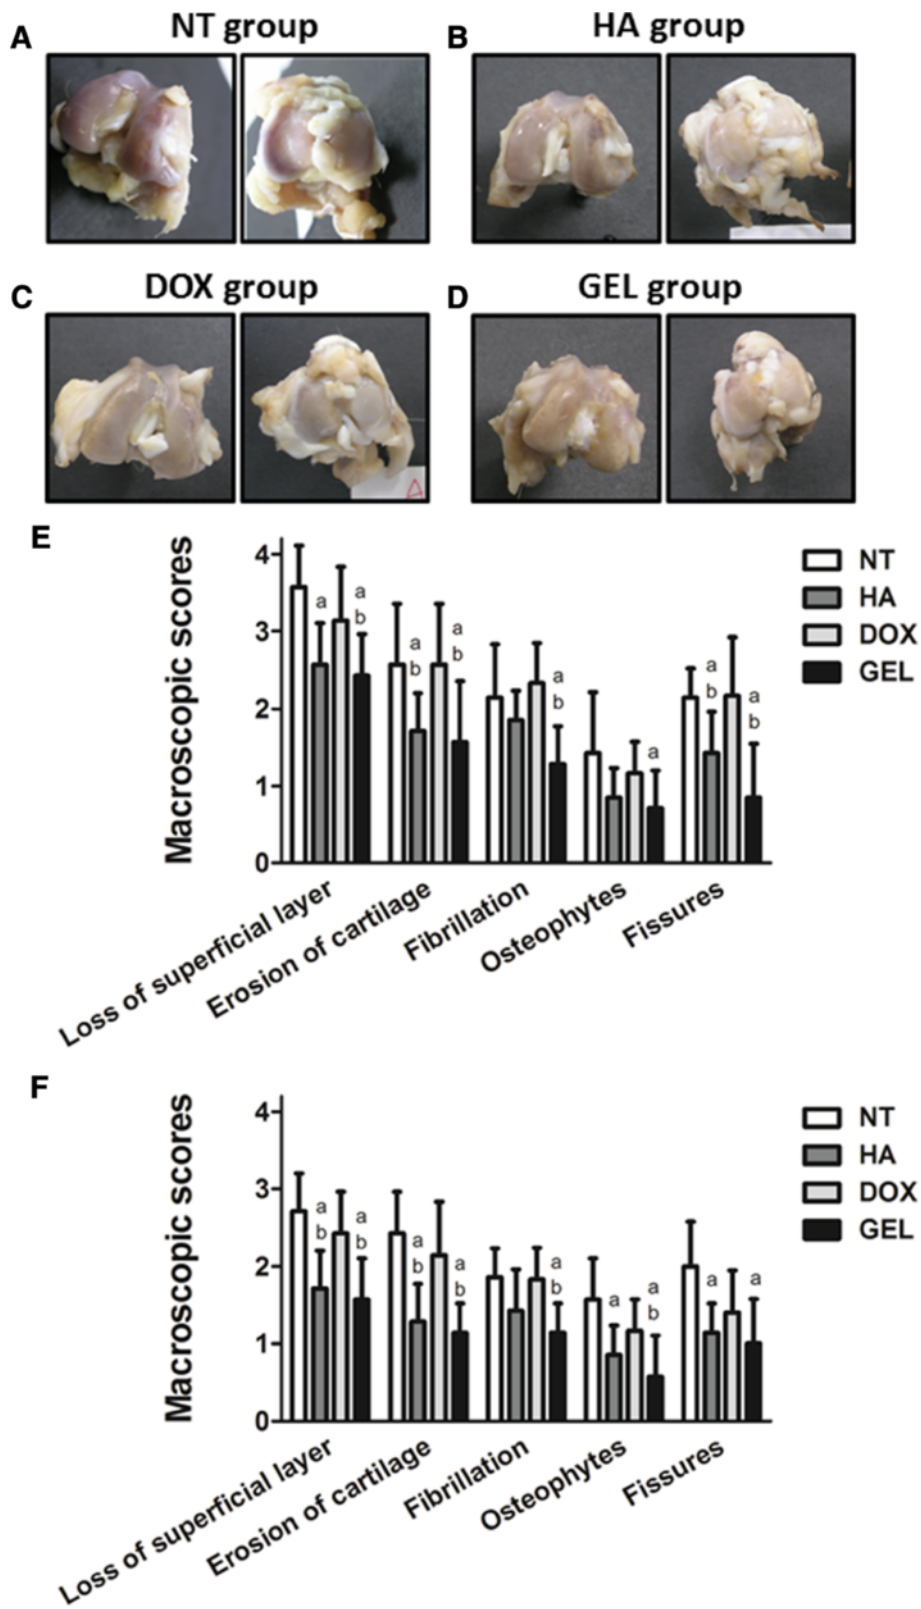 A
NT group
B
HA group
C
DOX group
D
GEL group
A
E
Macroscopic scores
4
3
2
1
0
a
a
b
a
b
a
b
a
b
a
a
b
a
b
Loss of superficial layer
Erosion of cartilage
Fibrillation
Osteophytes
Fissures
NT
HA
DOX
GEL
F
Macroscopic scores
4
3
2
1
0
a
b
a
b
a
b
a
b
a
b
a
a
b
a
a
Loss of superficial layer
Erosion of cartilage
Fibrillation
Osteophytes
Fissures
NT
HA
DOX
GEL